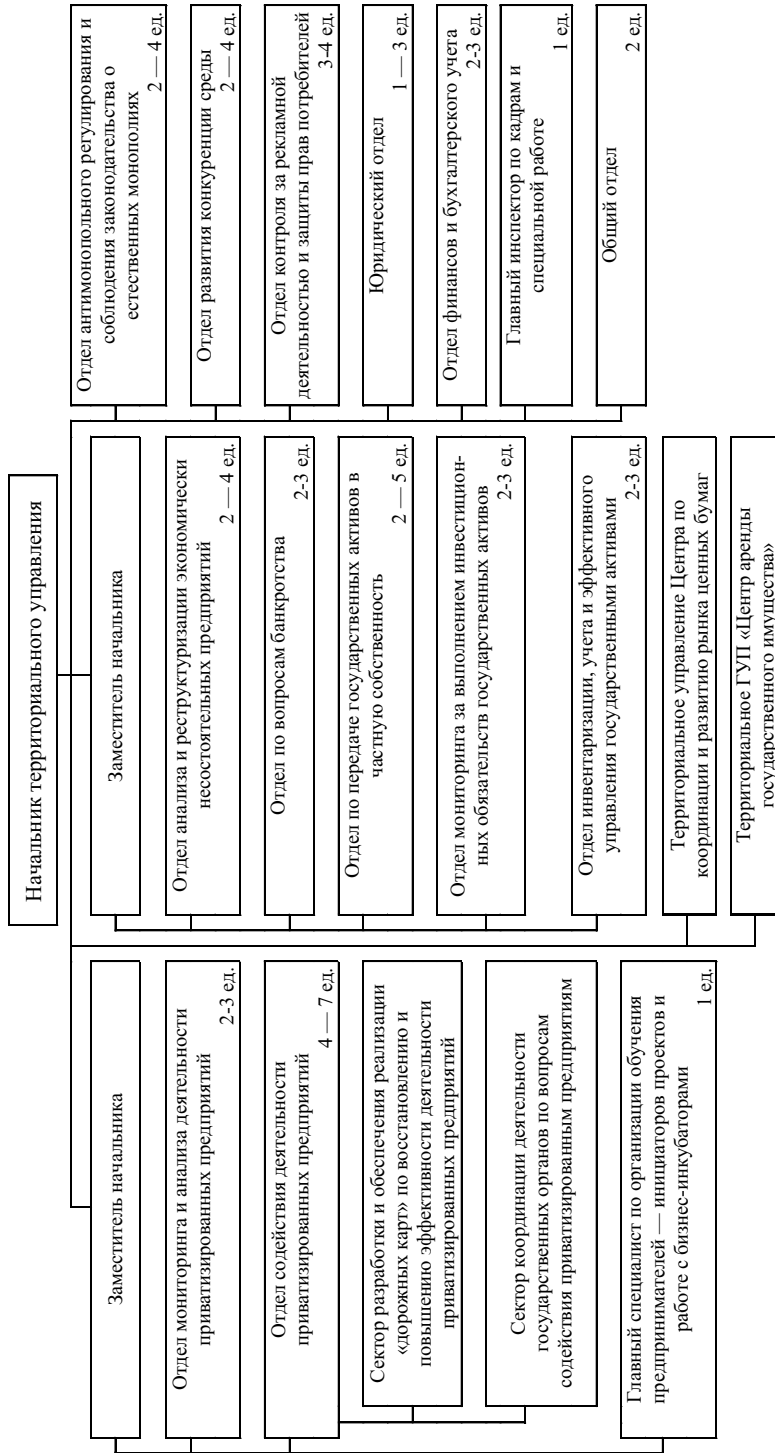 Начальник территориального управления
Заместитель начальника
Отдел мониторинга и анализа деятельности
приватизированных предприятий
2-3 ед.
Отдел содействия деятельности
приватизированных предприятий
4 — 7 ед.
Сектор разработки и обеспечения реализации
«дорожных карт» по восстановлению и
повышению эффективности деятельности
приватизированных предприятий
Сектор координации деятельности
государственных органов по вопросам
содействия приватизированным предприятиям
Главный специалист по организации обучения
предпринимателей — инициаторов проектов и
работе с бизнес-инкубаторами
1 ед.
Заместитель начальника
Отдел анализа и реструктуризации экономически
несостоятельных предприятий
2 — 4 ед.
Отдел по вопросам банкротства
2-3 ед.
Отдел по передаче государственных активов в
частную собственность
2 — 5 ед.
Отдел мониторинга за выполнением инвестицион-
ных обязательств государственных активов
2-3 ед.
Отдел инвентаризации, учета и эффективного
управления государственными активами
2-3 ед.
Территориальное управление Центра по
координации и развитию рынка ценных бумаг
Территориальное ГУП «Центр аренды
государственного имущества»
Отдел антимонопольного регулирования и
соблюдения законодательства о
естественных монополиях
2 — 4 ед.
Отдел развития конкуренции среды
2 — 4 ед.
Отдел контроля за рекламной
деятельностью и защиты прав потребителей
3-4 ед.
Юридический отдел
1 — 3 ед.
Отдел финансов и бухгалтерского учета
2-3 ед.
Главный инспектор по кадрам и
специальной работе
1 ед.
Общий отдел
2 ед.